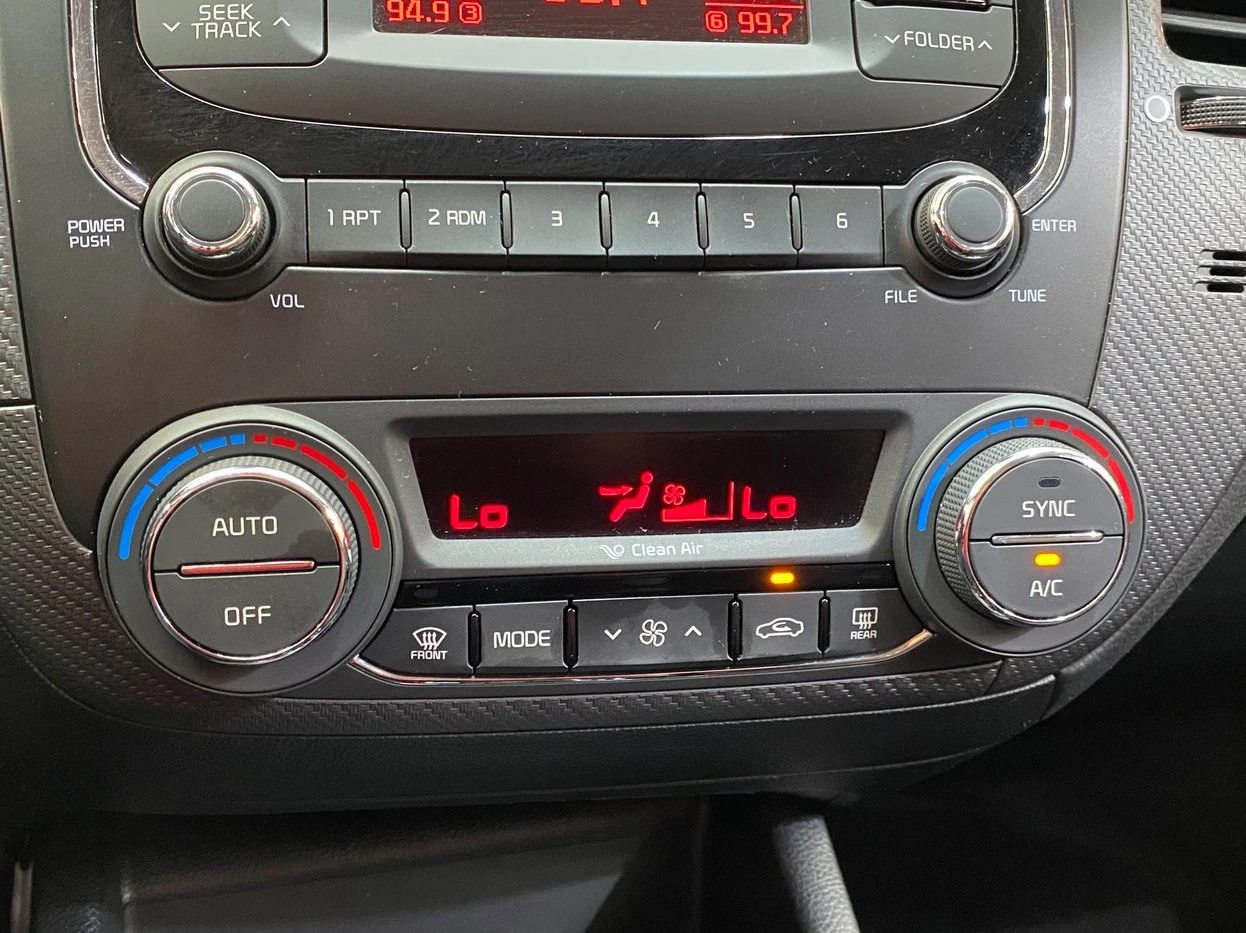 SEEK
TRACK
94.9 3
6 99.7
FOLDER
POWER
PUSH
1 RPT
2 RDM
3
4
5
6
ENTER
VOL
FILE
TUNE
AUTO
OFF
Lo
Lo
Clean Air
SYNC
A/C
FRONT
MODE
REAR